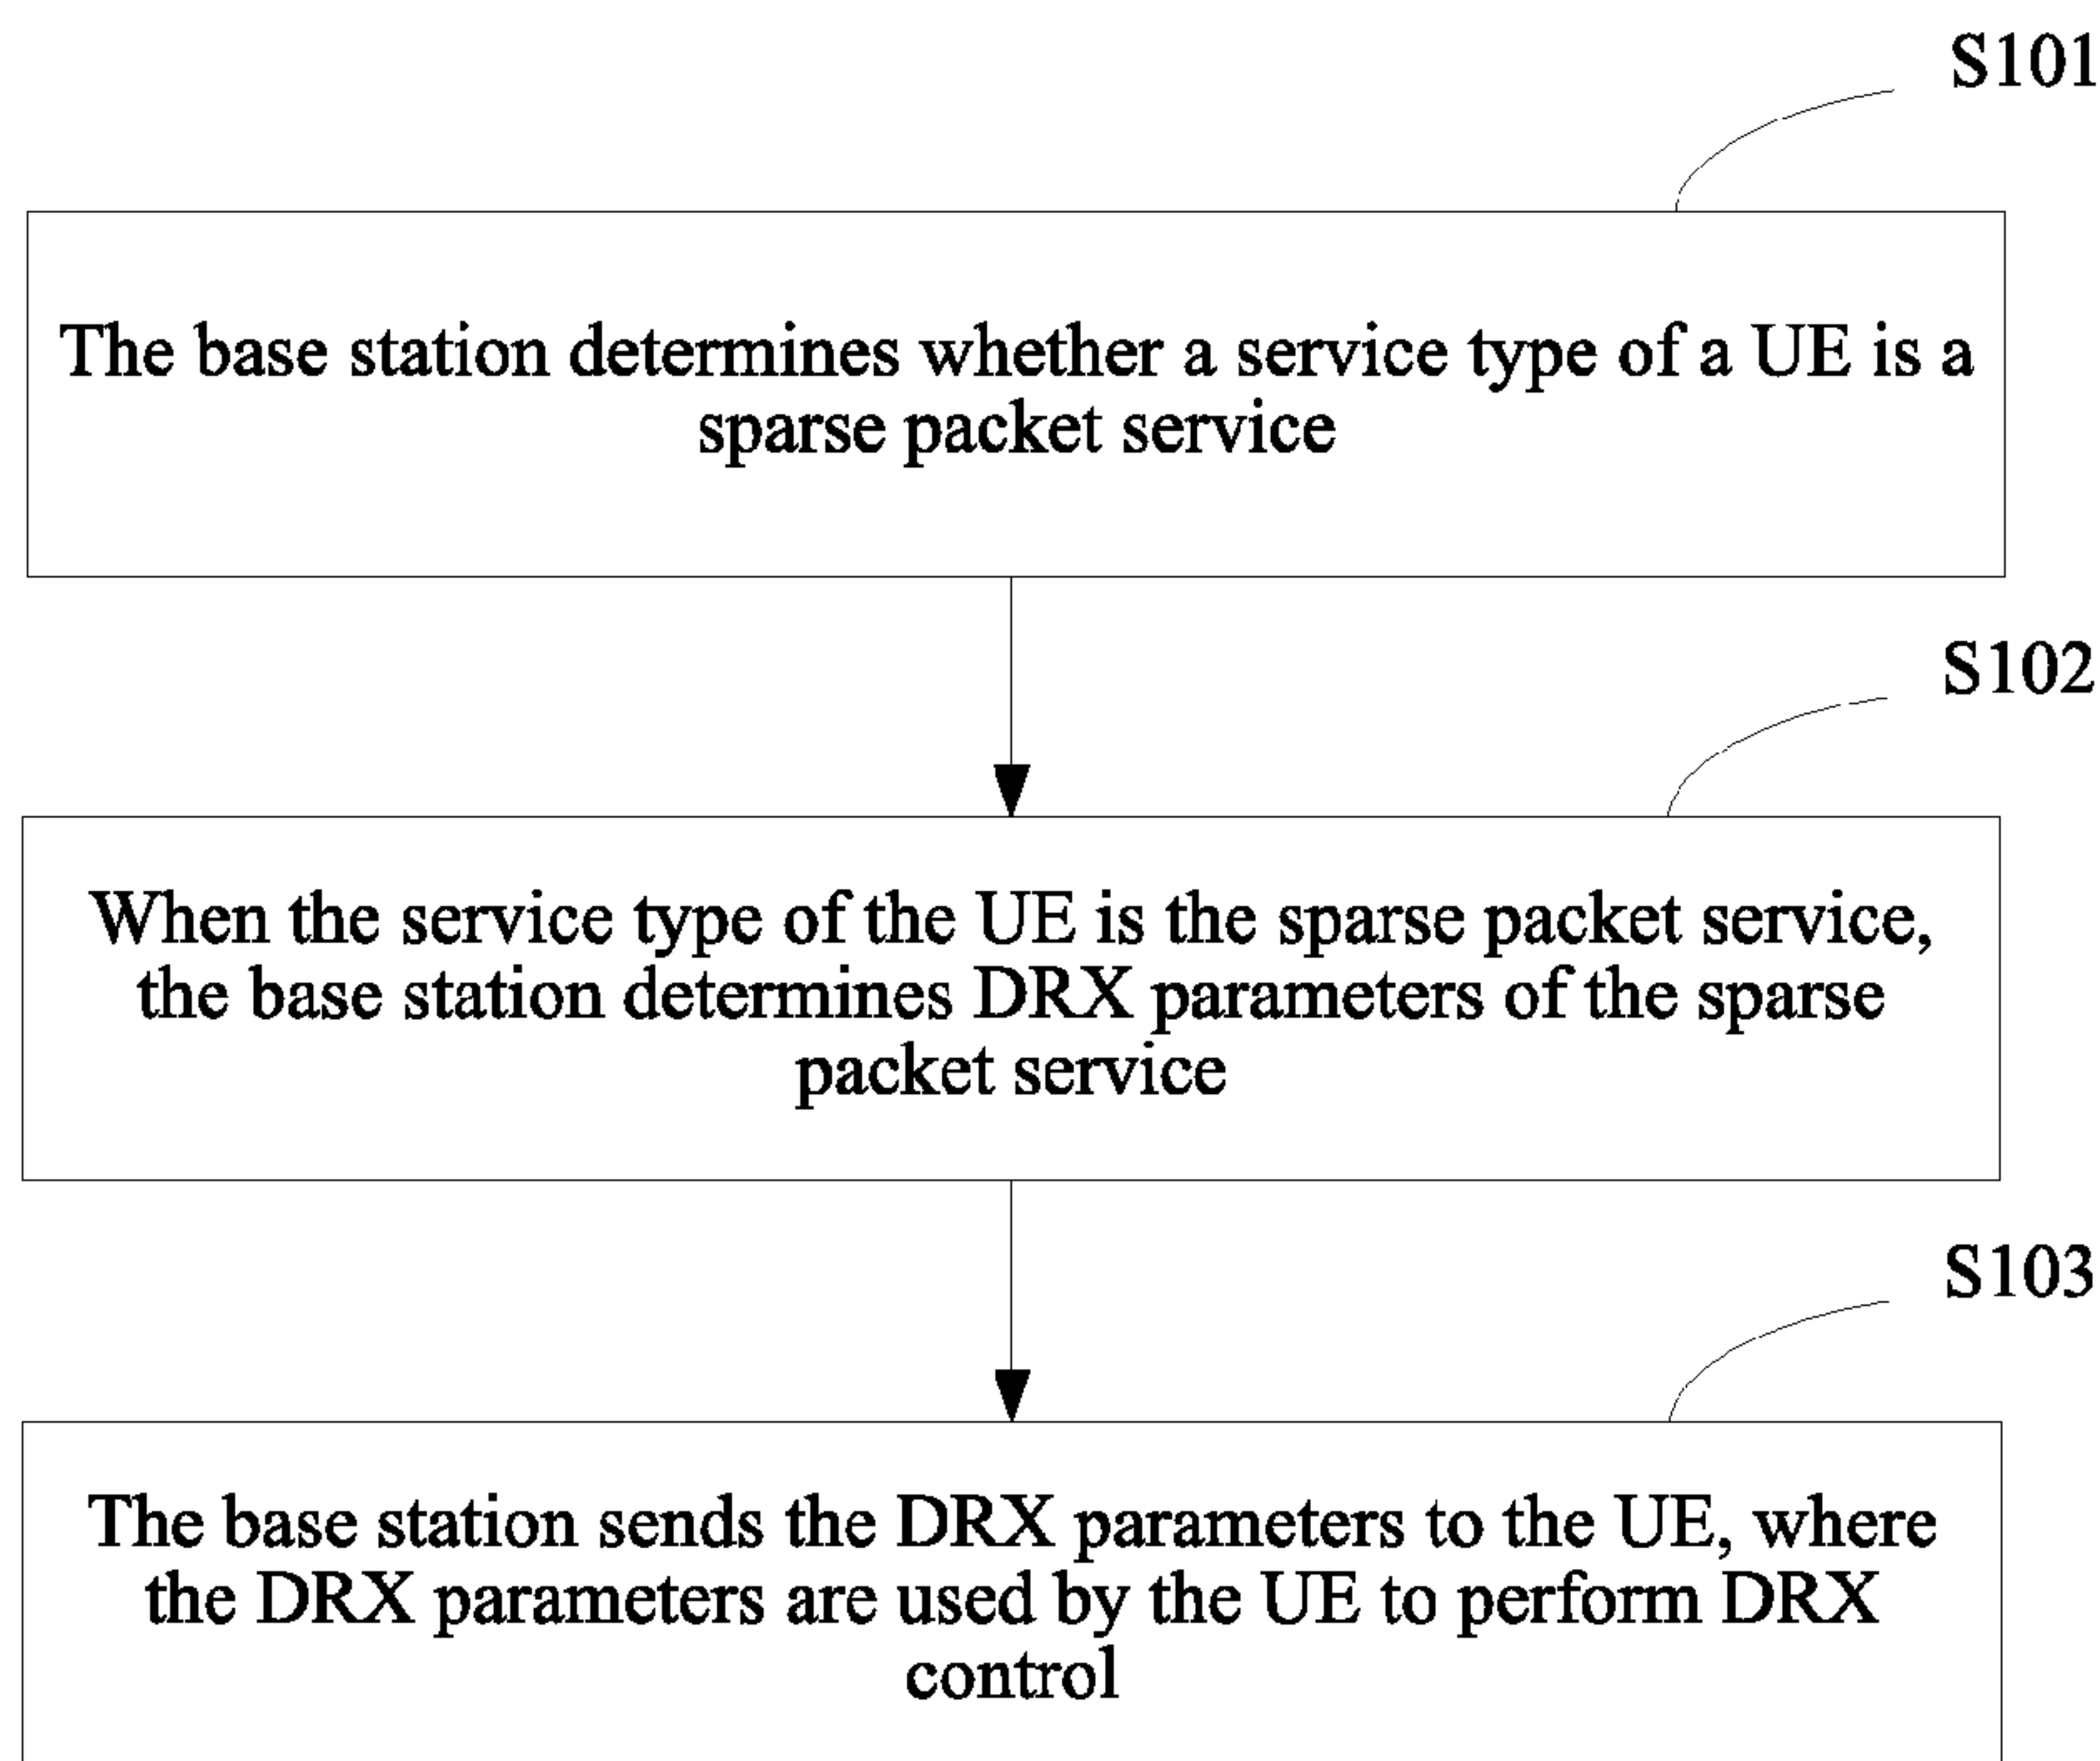 S101
The base station determines whether a service type of a UE is a
sparse packet service
S102
When the service type of the UE is the sparse packet service,
the base station determines DRX parameters of the sparse
packet service
S103
The base station sends the DRX parameters to the UE, where
the DRX parameters are used by the UE to perform DRX
control